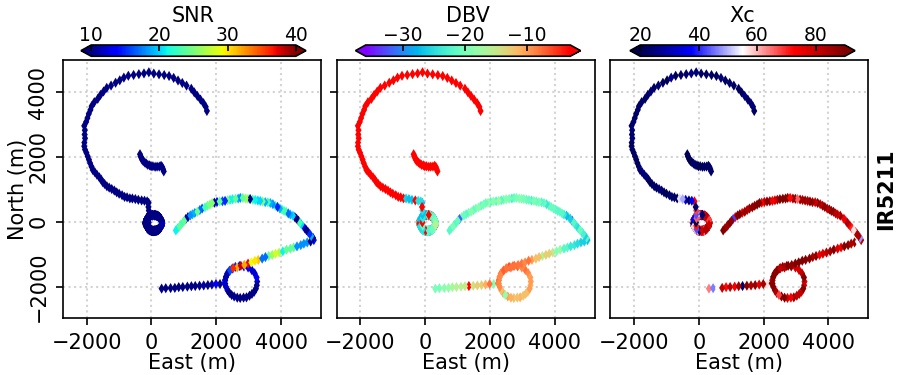 SNR DBV Xc
10 20 30 40 −30 −20 −10 20 40 60 80
4000
2000
0
−2000
North (m)
IR5211
−2000 0 2000 4000 −2000 0 2000 4000 −2000 0 2000 4000
East (m) East (m) East (m)